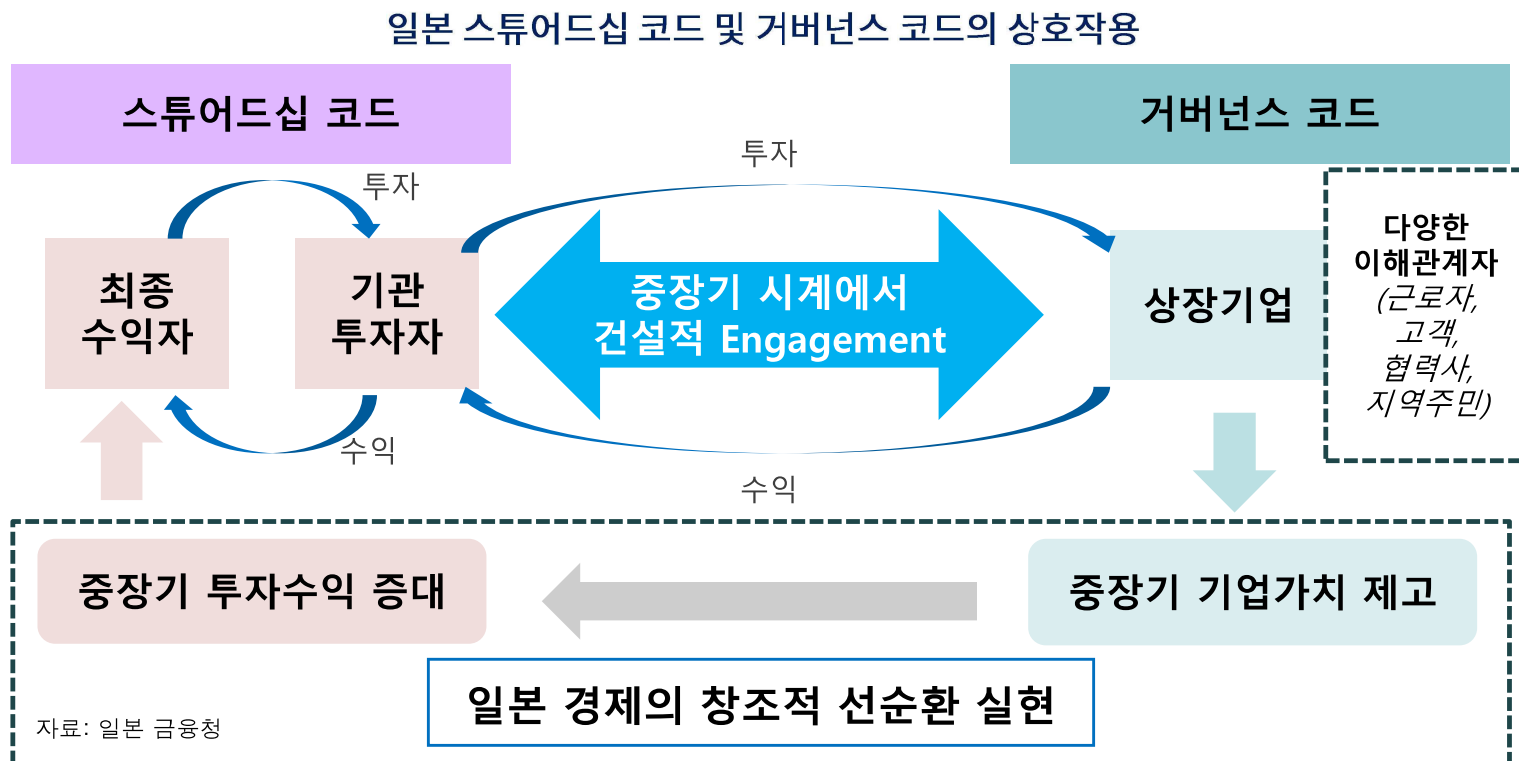 일본 스튜어드십 코드 및 거버넌스 코드의 상호작용
스튜어드십 코드
거버넌스 코드
투자
투자
최종
수익자
기관
투자자
중장기 시계에서
건설적 Engagement
상장기업
다양한
이해관계자
(근로자,
고객,
협력사,
지역주민)
수익
수익
중장기 투자수익 증대
중장기 기업가치 제고
일본 경제의 창조적 선순환 실현
자료: 일본 금융청